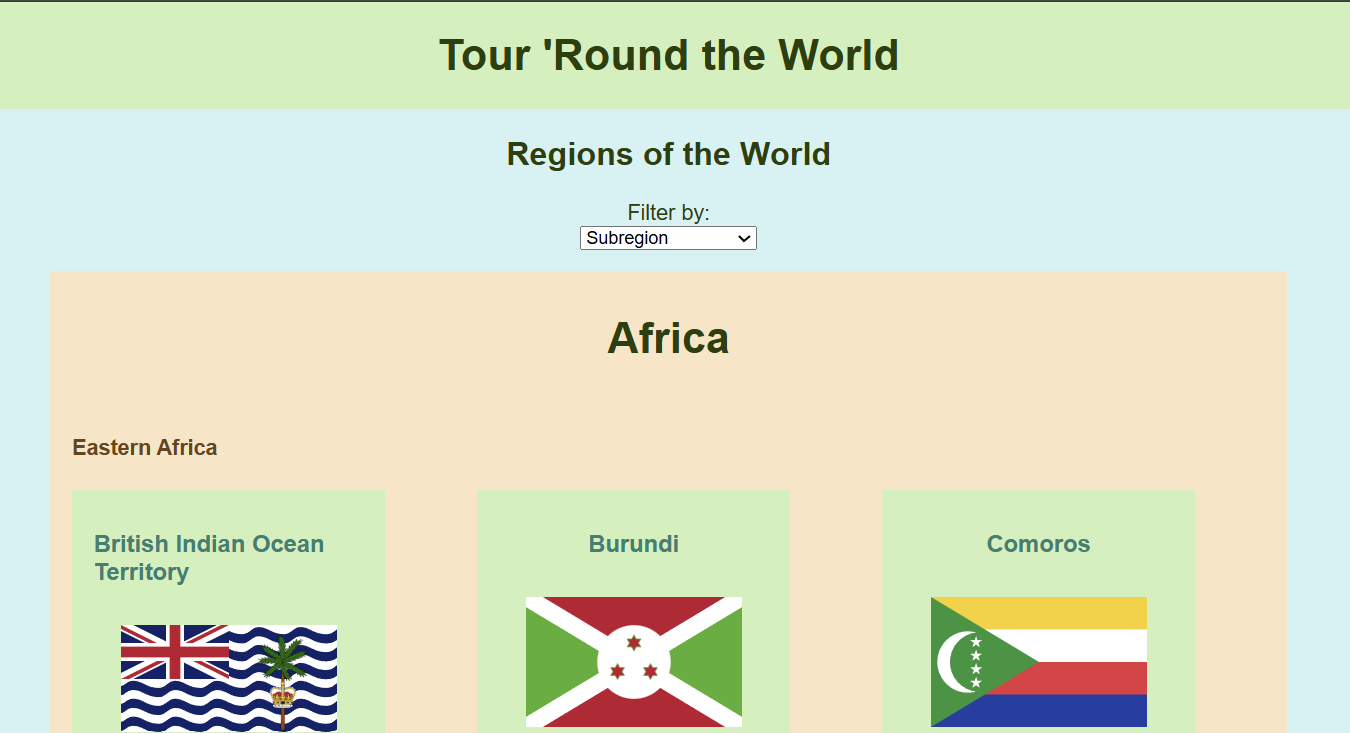 Tour 'Round the World
Regions of the World
Filter by:
Subregion
Africa
Eastern Africa
British Indian Ocean
Territory
Burundi
Comoros